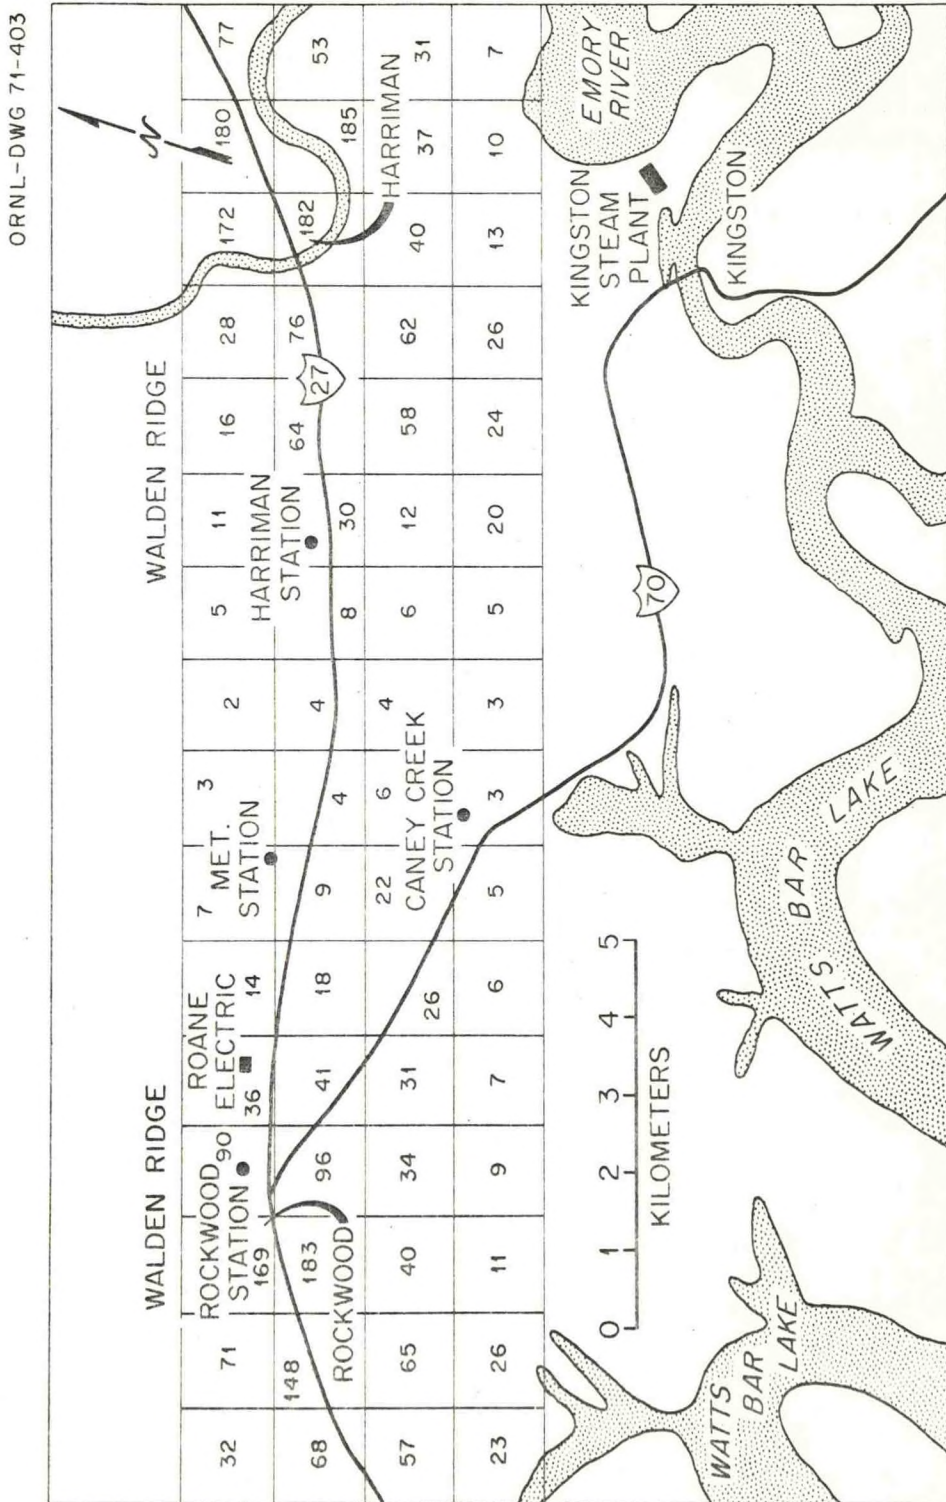 ORNL-DWG 71-403
N
WALDEN RIDGE
WALDEN RIDGE
ROCKWOOD
STATION
ROANE
ELECTRIC
MET.
STATION
HARRIMAN
STATION
32 71 169 90 36 14 7 3 2 5 11 16 28 172 180 77
68 148 183 96 41 18 9 4 4 8 30 64 76 182 185 53
27
ROCKWOOD
HARRIMAN
57 65 40 34 31 26 22 6 4 6 12 58 62 40 37 31
CANEY CREEK
STATION
23 26 11 9 7 6 5 3 3 5 20 24 26 13 10 7
KINGSTON
STEAM
PLANT
EMORY
RIVER
0 1 2 3 4 5
KILOMETERS
70
KINGSTON
WATTS
BAR
LAKE
WATTS BAR LAKE